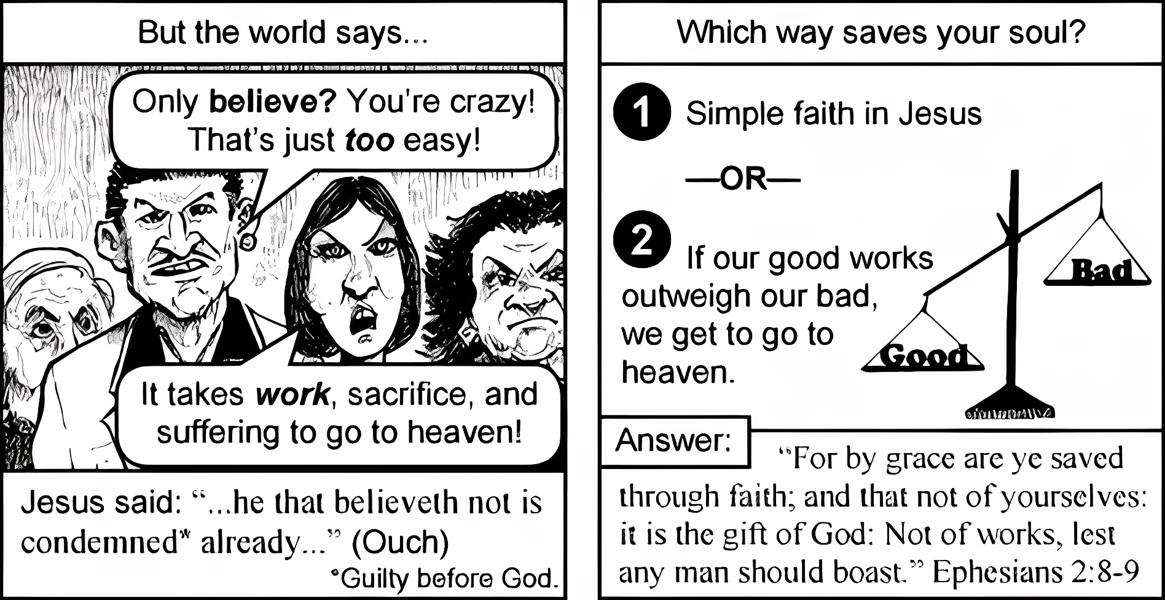 But the world says...
Only believe? You're crazy!
That's just too easy!
It takes work, sacrifice, and
suffering to go to heaven!
Jesus said: “...he that believeth not is
condemned* already...” (Ouch)
*Guilty before God.
Which way saves your soul?
1 Simple faith in Jesus
—OR—
2 If our good works
outweigh our bad,
we get to go to
heaven.
Bad
Good
Answer:
“For by grace are ye saved
through faith; and that not of yourselves:
it is the gift of God: Not of works, lest
any man should boast.” Ephesians 2:8-9